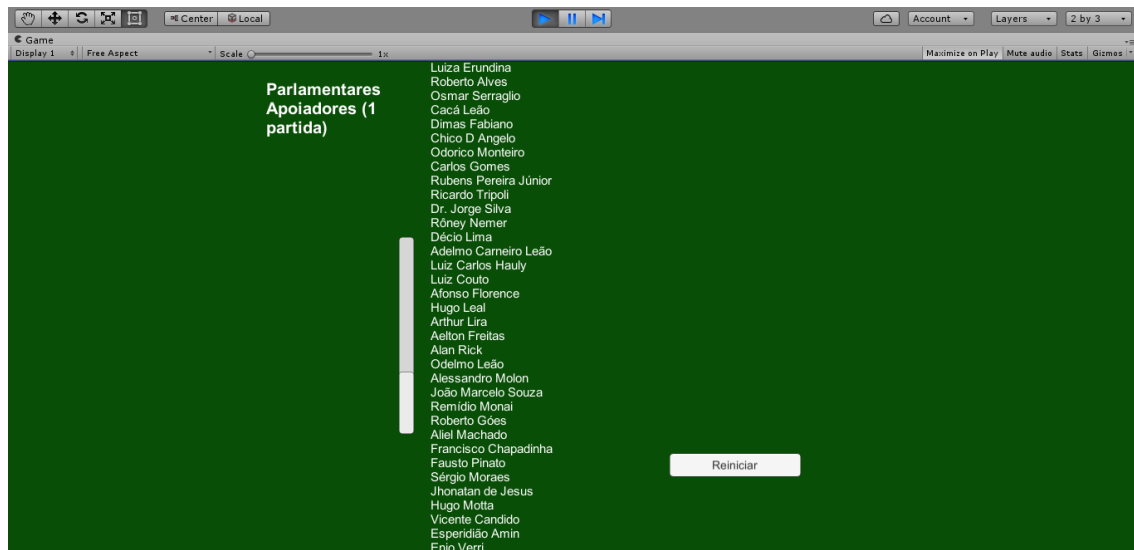 Center
Local
Account
Layers
2 by 3
Game
Display 1
Free Aspect
Scale
1x
Maximize on Play
Mute audio
Stats
Gizmos
Parlamentares
Apoiadores (1
partida)
Luiza Erundina
Roberto Alves
Osmar Serraglio
Cacá Leão
Dimas Fabiano
Chico D Angelo
Odorico Monteiro
Carlos Gomes
Rubens Pereira Júnior
Ricardo Tripoli
Dr. Jorge Silva
Rôney Nemer
Décio Lima
Adelmo Carneiro Leão
Luiz Carlos Hauly
Luiz Couto
Afonso Florence
Hugo Leal
Arthur Lira
Aelton Freitas
Alan Rick
Odelmo Leão
Alessandro Molon
João Marcelo Souza
Remídio Monai
Roberto Góes
Aliel Machado
Francisco Chapadinha
Fausto Pinato
Sérgio Moraes
Jhonatan de Jesus
Hugo Motta
Vicente Candido
Esperidião Amin
Enio Verri
Reiniciar